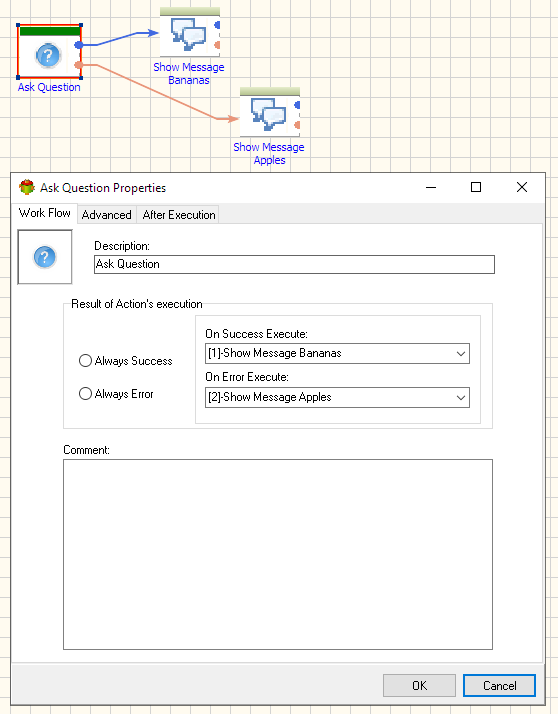 Show Message
Bananas
Ask Question
Show Message
Apples
Ask Question Properties
Work Flow Advanced After Execution
Description:
Ask Question
Result of Action's execution
On Success Execute:
[1]-Show Message Bananas
Always Success
On Error Execute:
Always Error
[2]-Show Message Apples
Comment:
OK Cancel